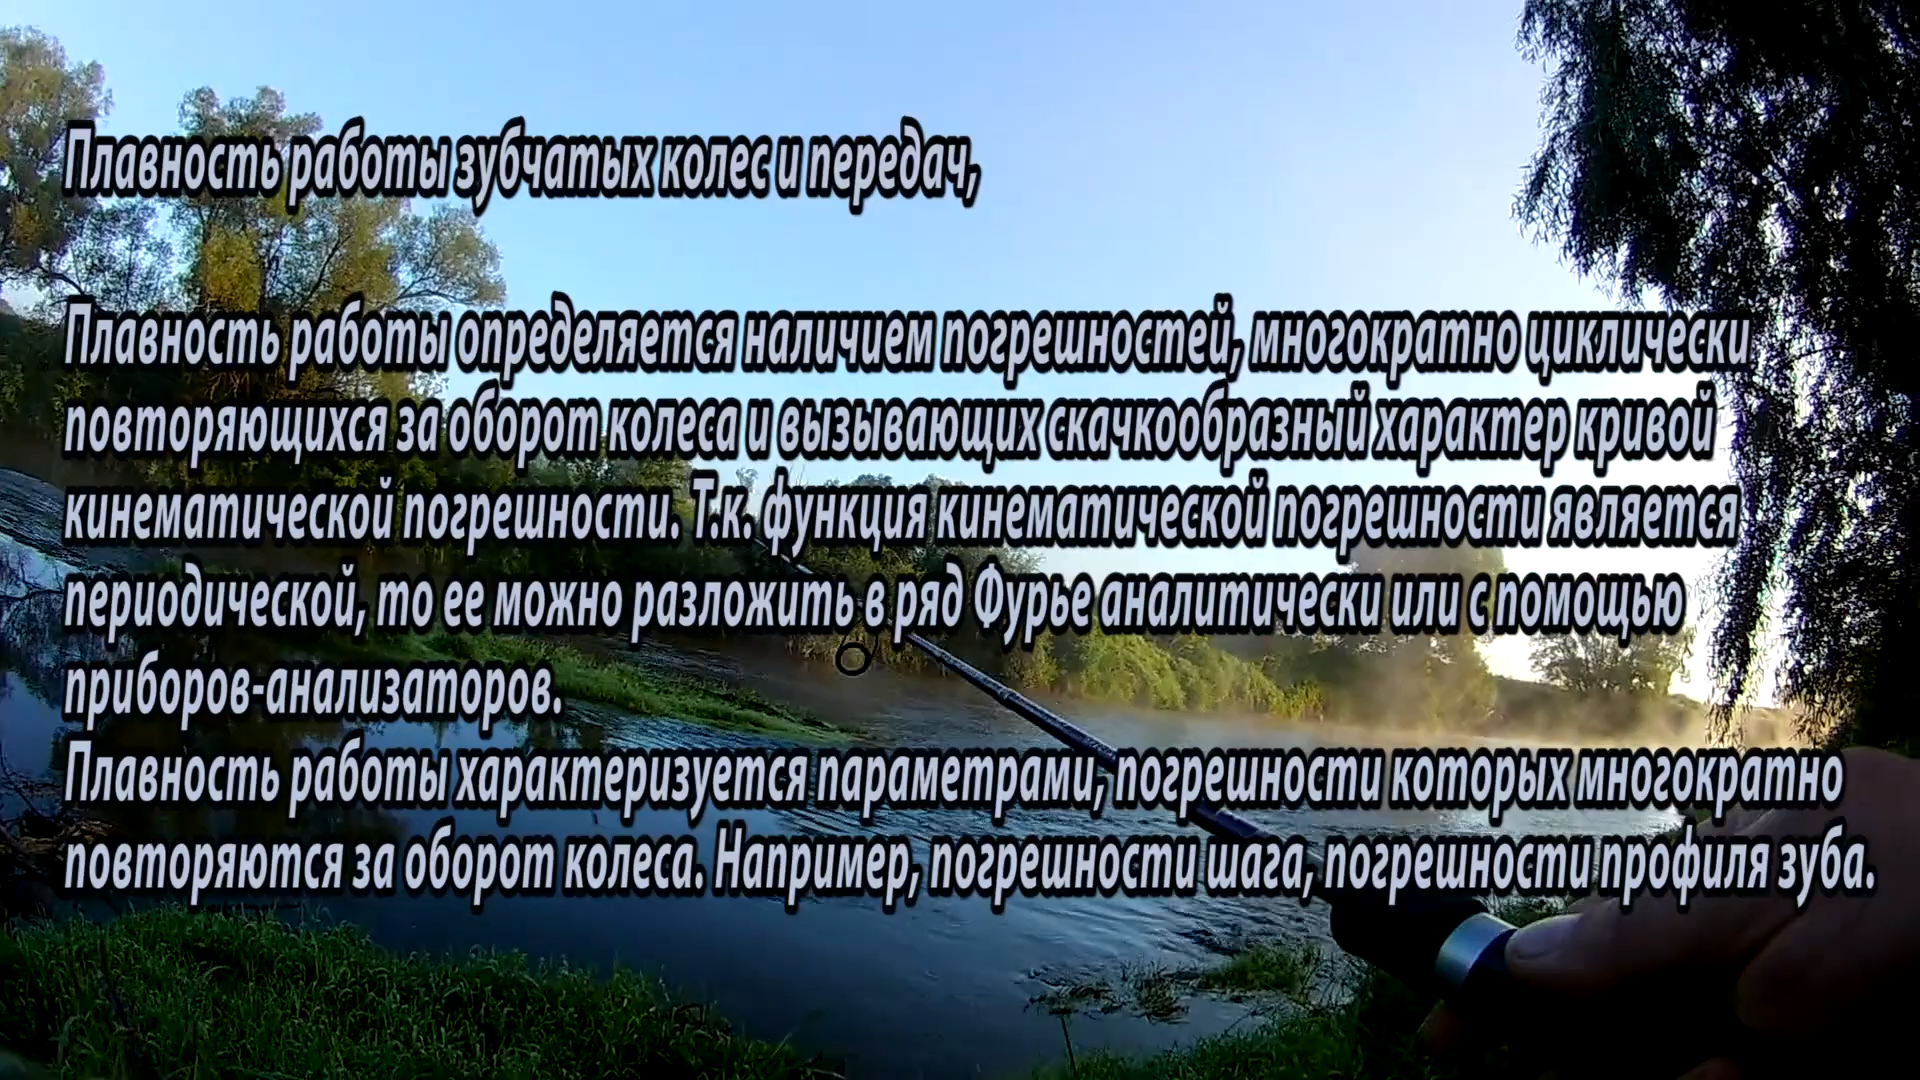 Плавность работы зубчатых колес и передач,
Плавность работы определяется наличием погрешностей, многократно циклически
повторяющихся за оборот колеса и вызывающих скачкообразный характер кривой
кинематической погрешности. Т.к. функция кинематической погрешности является
периодической, то ее можно разложить в ряд Фурье аналитически или с помощью
приборов-анализаторов.
Плавность работы характеризуется параметрами, погрешности которых многократно
повторяются за оборот колеса. Например, погрешности шага, погрешности профиля зуба.